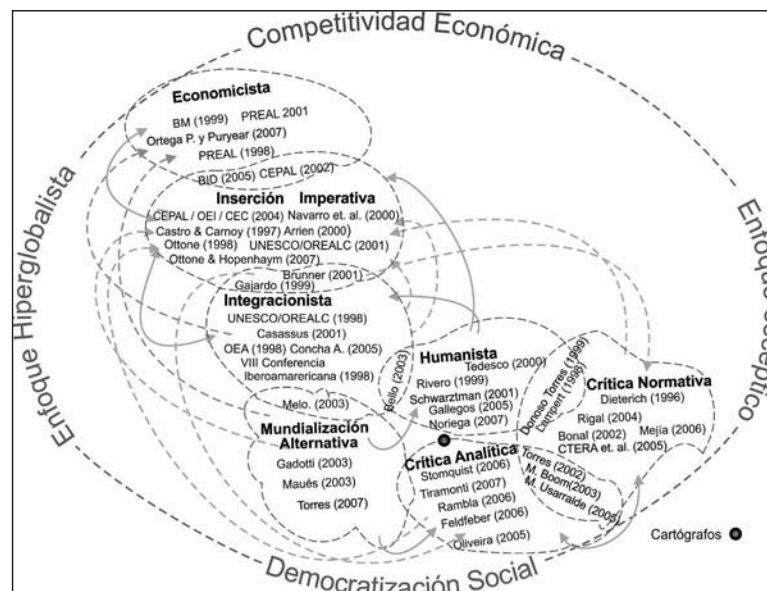 Competitividad Económica
Enfoque Hiperglobalista
Enfoque escéptico
Economicista
BM (1999) PREAL 2001
Ortega P. y Puryear (2007)
PREAL (1998)
BID (2005) CEPAL (2002)
Inserción Imperativa
CEPAL / OEI / CEC (2004) Navarro et. al. (2000)
Castro & Carnoy (1997) Arrien (2000)
Ottone (1998) UNESCO/OREALC (2001)
Ottone & Hopenhaym (2007)
Brunner (2001)
Gajardo (1999)
Integracionista
UNESCO/OREALC (1998)
Casassus (2001)
OEA (1998) Concha A. (2005)
VIII Conferencia
Iberoamarericana (1998)
Bello (2003)
Humanista
Tedesco (2000)
Rivero (1999)
Schwartzman (2001)
Gallegos (2005)
Noriega (2007)
Donoso Torres (1999)
Lampert (1998)
Crítica Normativa
Dieterich (1996)
Rigal (2004)
Bonal (2002) Mejía (2006)
CTERA et. al. (2005)
Melo. (2003)
Mundialización
Alternativa
Gadotti (2003)
Maués (2003)
Torres (2007)
Crítica Analítica
Stomquist (2006)
Tiramonti (2007)
Rambla (2006)
Feldfeber (2006)
Oliveira (2005)
Torres (2002)
M. Boom(2003)
M. Usarralde (2005)
Cartógrafos
Democratización Social